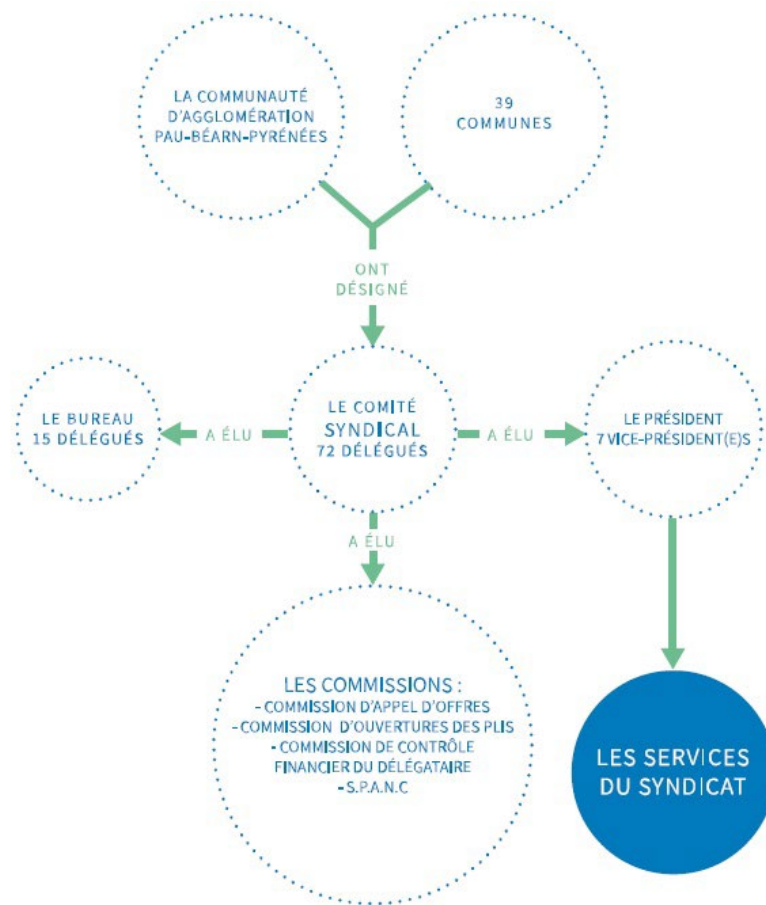 LA COMMUNAUTÉ
D'AGGLOMÉRATION
PAU-BÉARN-PYRÉNÉES
39
COMMUNES
ONT
DÉSIGNÉ
LE BUREAU
15 DÉLÉGUÉS
A ÉLU
LE COMITÉ
SYNDICAL
72 DÉLÉGUÉS
A ÉLU
LE PRÉSIDENT
7 VICE-PRÉSIDENT(E)S
A ÉLU
LES COMMISSIONS :
- COMMISSION D'APPEL D'OFFRES
- COMMISSION D'OUVERTURES DES PLIS
- COMMISSION DE CONTRÔLE
FINANCIER DU DÉLÉGATAIRE
- S.P.A.N.C
LES SERVICES
DU SYNDICAT